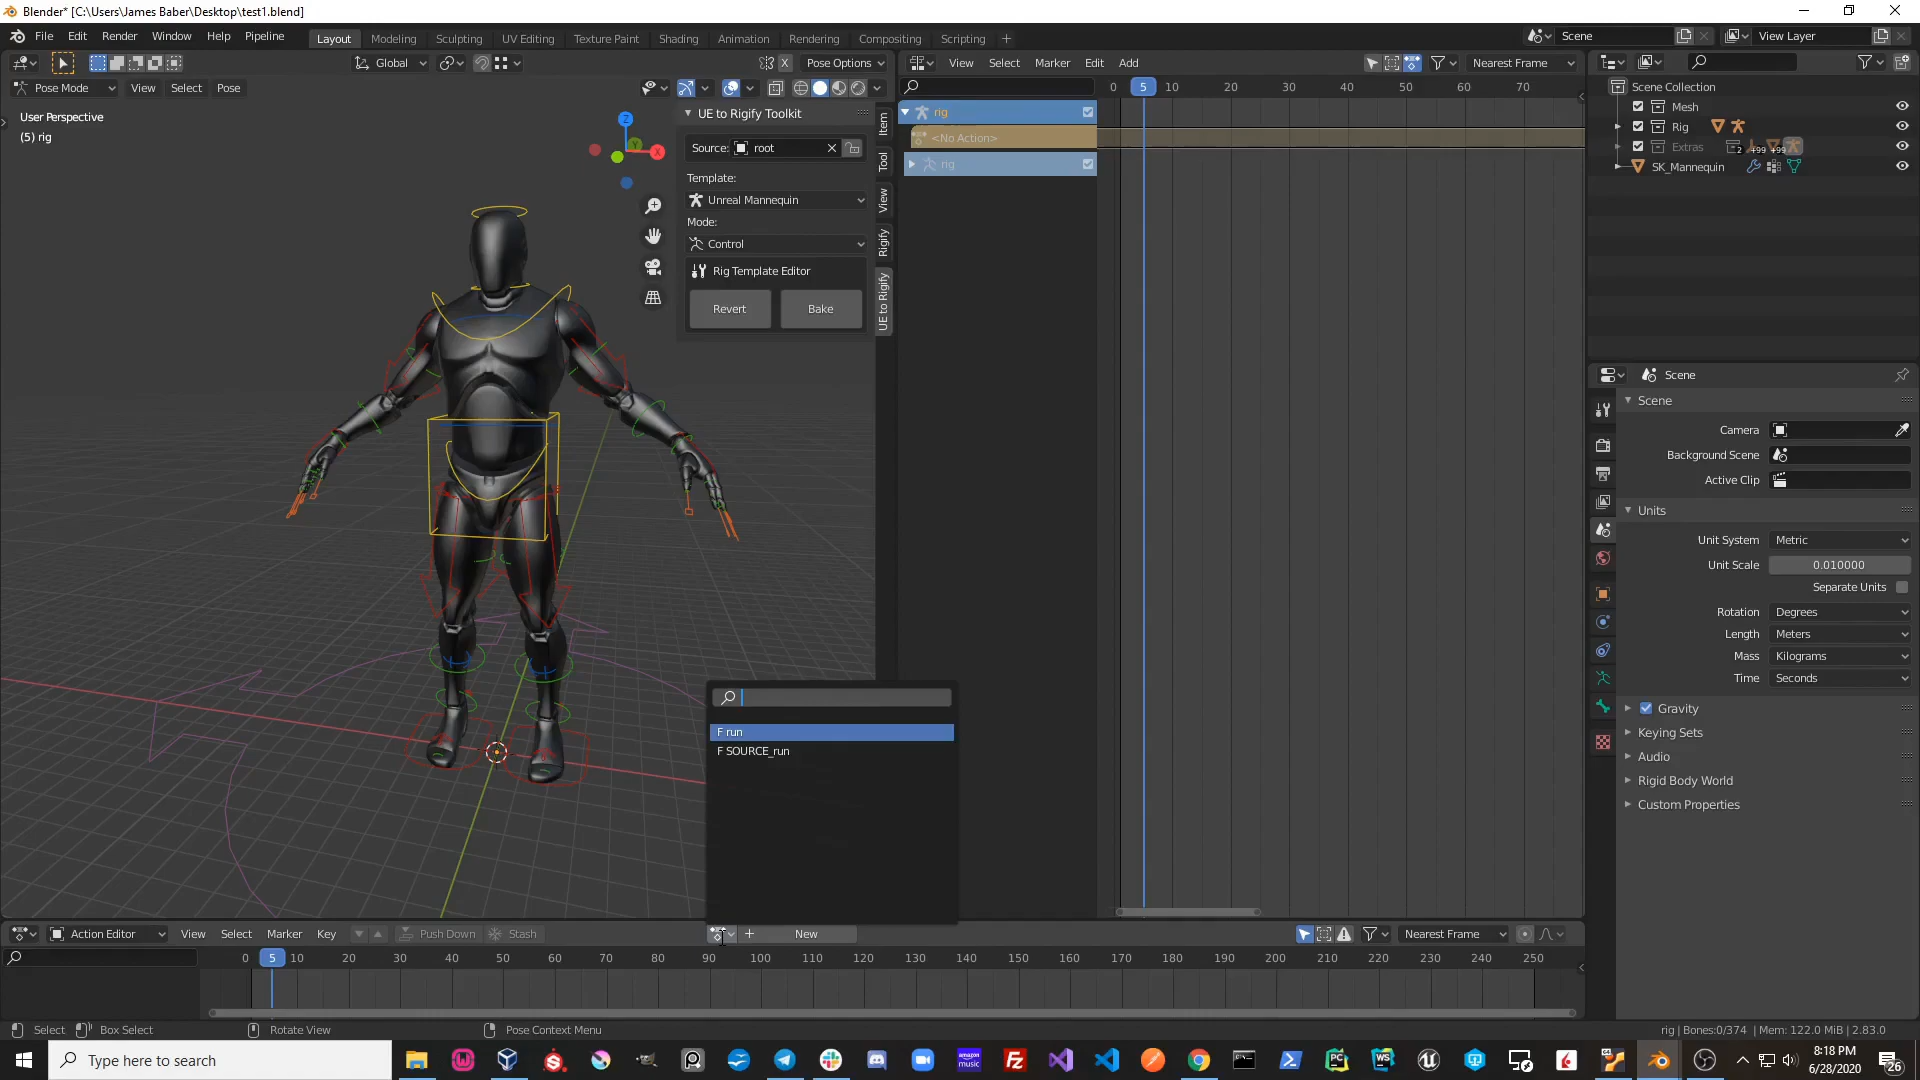 Blender* [C:\Users\James Baber\Desktop\test1.blend]
File Edit Render Window Help Pipeline
Layout Modeling Sculpting UV Editing Texture Paint Shading Animation Rendering Compositing Scripting +
Scene
View Layer
Global
X
Pose Options
View Select Marker Edit Add
Nearest Frame
Pose Mode View Select Pose
User Perspective
(5) rig
Z
Y
X
UE to Rigify Toolkit
Source: root
Template:
Unreal Mannequin
Mode:
Control
Rig Template Editor
Revert Bake
Item
Tool
View
Rigify
UE to Rigify
0 5 10 20 30 40 50 60 70
rig
<No Action>
rig
Scene Collection
Mesh
Rig
Extras
2 +99 +99
SK_Mannequin
Scene
Scene
Camera
Background Scene
Active Clip
Units
Unit System Metric
Unit Scale 0.010000
Separate Units
Rotation Degrees
Length Meters
Mass Kilograms
Time Seconds
Gravity
Keying Sets
Audio
Rigid Body World
Custom Properties
F run
F SOURCE_run
Action Editor View Select Marker Key Push Down Stash
New
Nearest Frame
0 5 10 20 30 40 50 60 70 80 90 100 110 120 130 140 150 160 170 180 190 200 210 220 230 240 250
Select Box Select Rotate View Pose Context Menu
rig | Bones:0/374 | Mem: 122.0 MiB | 2.83.0
Type here to search
amazon music
Fz
PC
WS
8:18 PM
6/28/2020
26